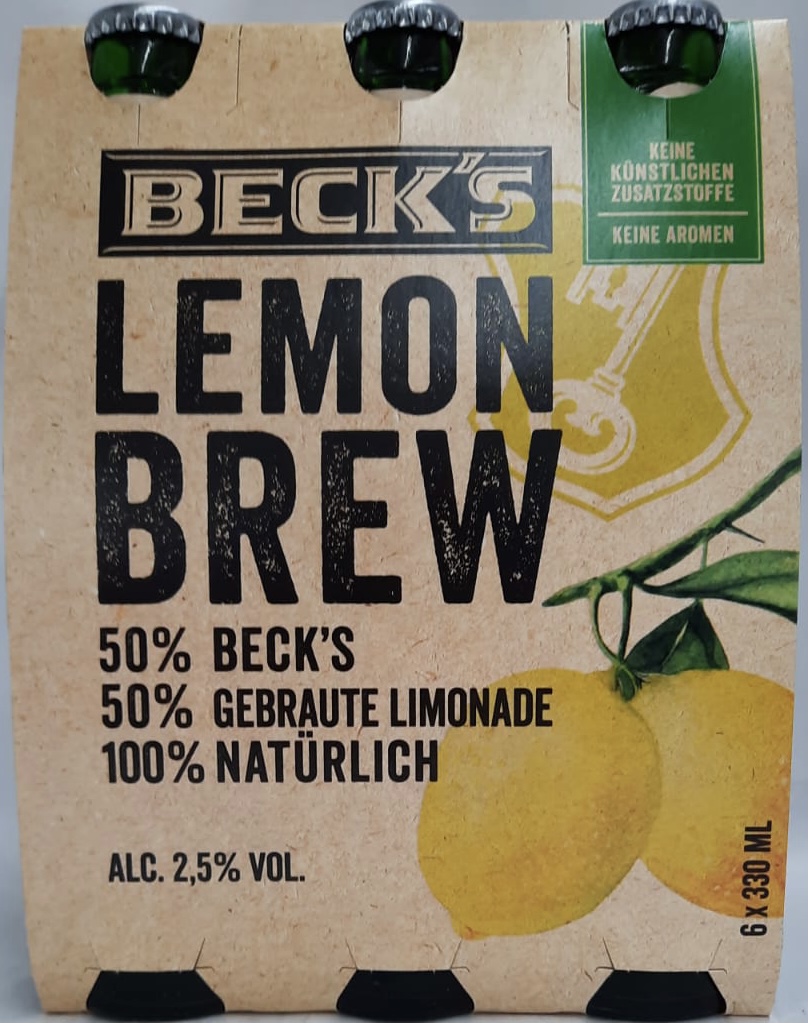 KEINE
KÜNSTLICHEN
ZUSATZSTOFFE
KEINE AROMEN
BECK'S
LEMON
BREW
50% BECK'S
50% GEBRAUTE LIMONADE
100% NATÜRLICH
ALC. 2,5% VOL.
6 x 330 ML